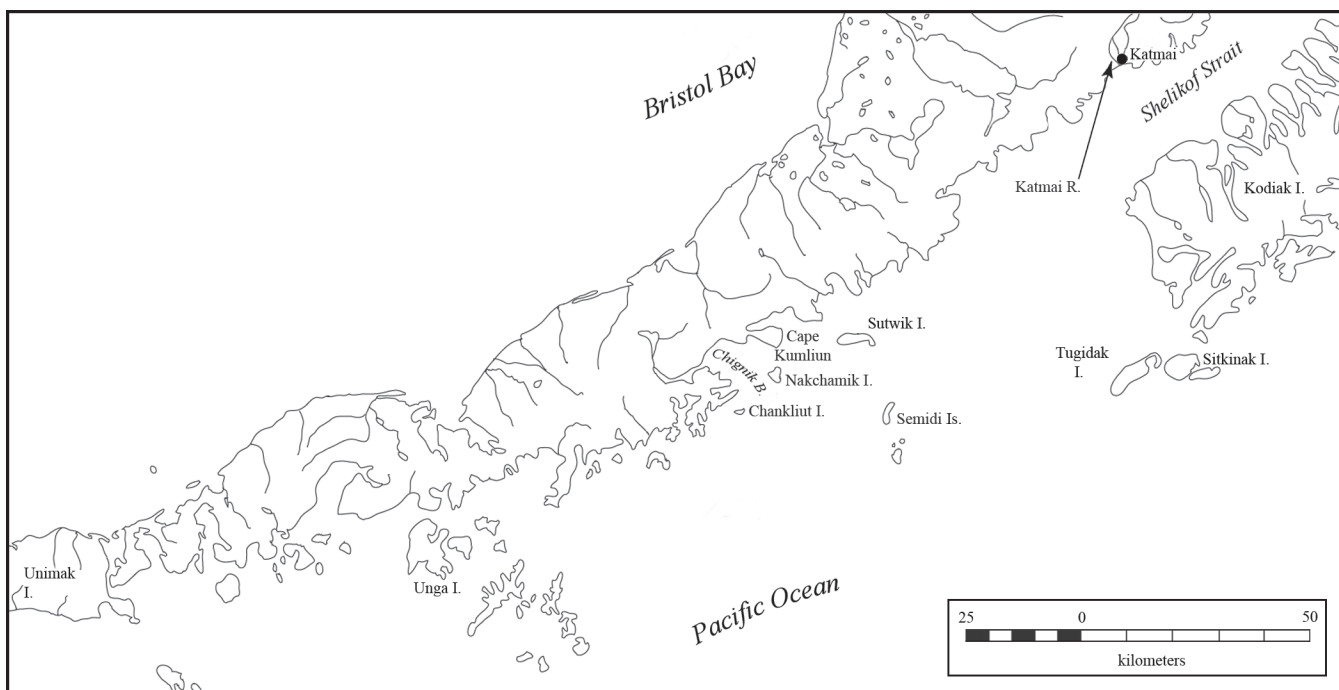 Bristol Bay
Katmai
Shelikof Strait
Katmai R.
Kodiak I.
Sutwik I.
Cape
Kumliun
Chignik B.
Nakchamik I.
Chankliut I.
Semidi Is.
Tugidak
I.
Sitkinak I.
Unimak
I.
Unga I.
Pacific Ocean
25 0 50
kilometers